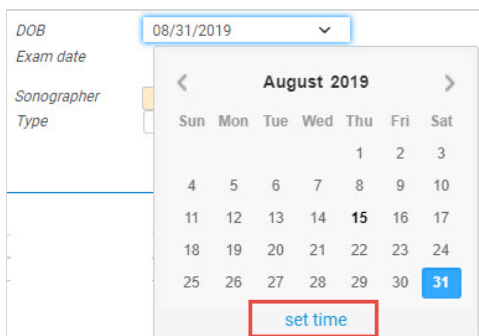 DOB 08/31/2019
Exam date
August 2019
Sonographer
Type
Sun Mon Tue Wed Thu Fri Sat
1 2 3
4 5 6 7 8 9 10
11 12 13 14 15 16 17
18 19 20 21 22 23 24
25 26 27 28 29 30 31
set time